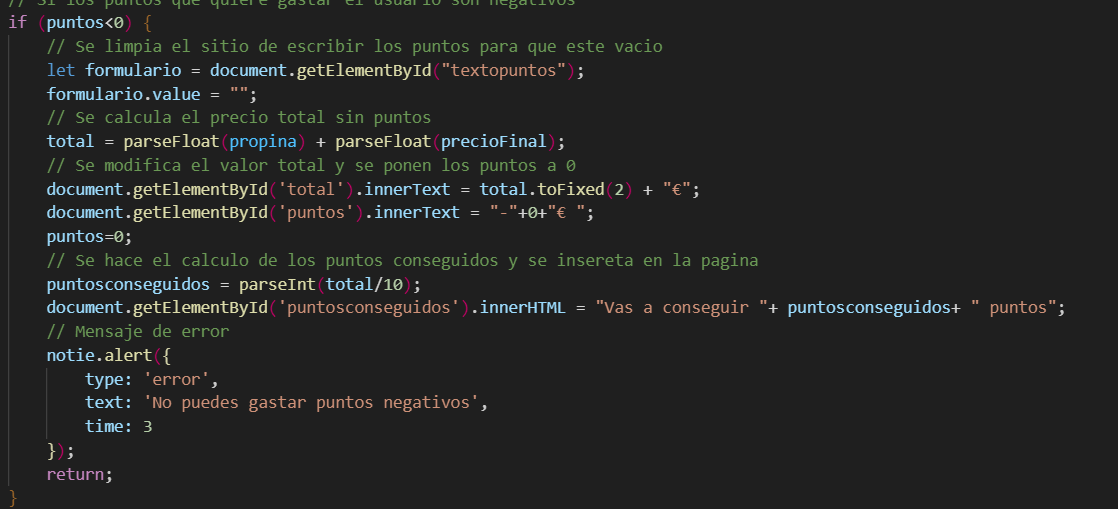 // Si los puntos que quiere gastar el usuario son negativos
if (puntos<0) {
    // Se limpia el sitio de escribir los puntos para que este vacio
    let formulario = document.getElementById("textopuntos");
    formulario.value = "";
    // Se calcula el precio total sin puntos
    total = parseFloat(propina) + parseFloat(precioFinal);
    // Se modifica el valor total y se ponen los puntos a 0
    document.getElementById('total').innerText = total.toFixed(2) + "€";
    document.getElementById('puntos').innerText = "-"+0+"€ ";
    puntos=0;
    // Se hace el calculo de los puntos conseguidos y se insereta en la pagina
    puntosconseguidos = parseInt(total/10);
    document.getElementById('puntosconseguidos').innerHTML = "Vas a conseguir "+ puntosconseguidos+ " puntos";
    // Mensaje de error
    notie.alert({
        type: 'error',
        text: 'No puedes gastar puntos negativos',
        time: 3
    });
    return;
}